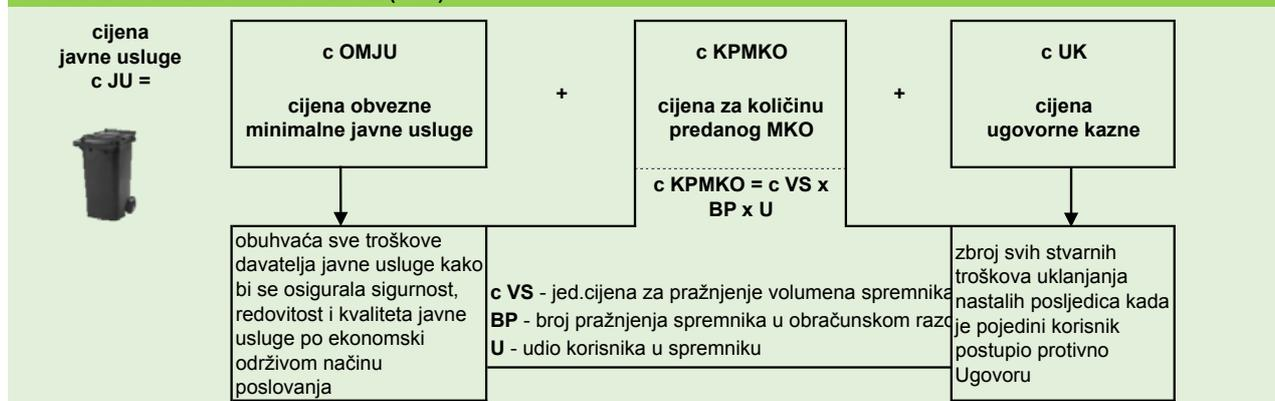 cijena
javne usluge
c JU =
c OMJU
cijena obvezne
minimalne javne usluge
+
c KPMKO
cijena za količinu
predanog MKO
c KPMKO = c VS x
BP x U
+
c UK
cijena
ugovorne kazne
obuhvaća sve troškove
davatelja javne usluge kako
bi se osigurala sigurnost,
redovitost i kvaliteta javne
usluge po ekonomski
održivom načinu
poslovanja
c VS - jed.cijena za pražnjenje volumena spremnika
BP - broj pražnjenja spremnika u obračunskom
U - udio korisnika u spremniku
zbroj svih stvarnih
troškova uklanjanja
nastalih posljedica kada
je pojedini korisnik
postupio protivno
Ugovoru